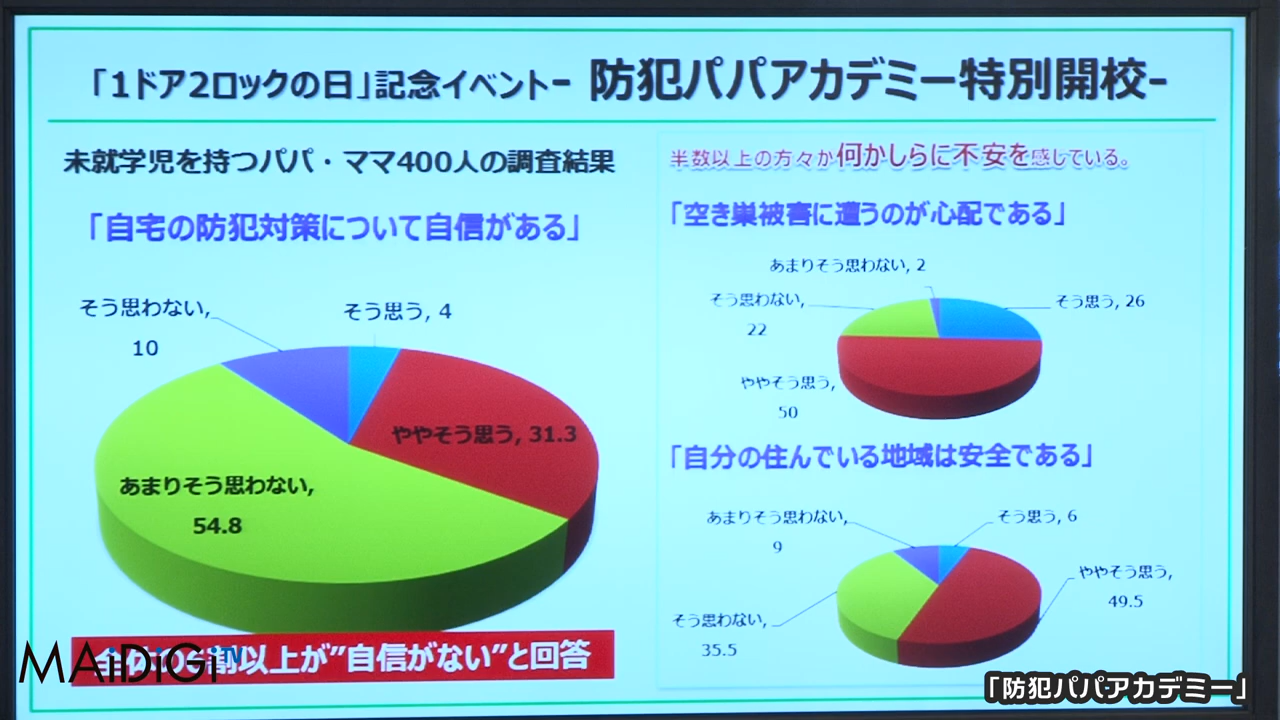 「1ドア2ロックの日」記念イベント- 防犯パパアカデミー特別開校-
未就学児を持つパパ・ママ400人の調査結果
「自宅の防犯対策について自信がある」
そう思わない,
10
そう思う, 4
ややそう思う, 31.3
あまりそう思わない,
54.8
以上が”自信がない”と回答
半数以上の方々が何かしらに不安を感じている。
「空き巣被害に遭うのが心配である」
あまりそう思わない, 2
そう思わない,
22
そう思う, 26
ややそう思う,
50
「自分の住んでいる地域は安全である」
あまりそう思わない,
9
そう思う, 6
ややそう思う,
49.5
そう思わない,
35.5
MAiDiGiTV
「防犯パパアカデミー」